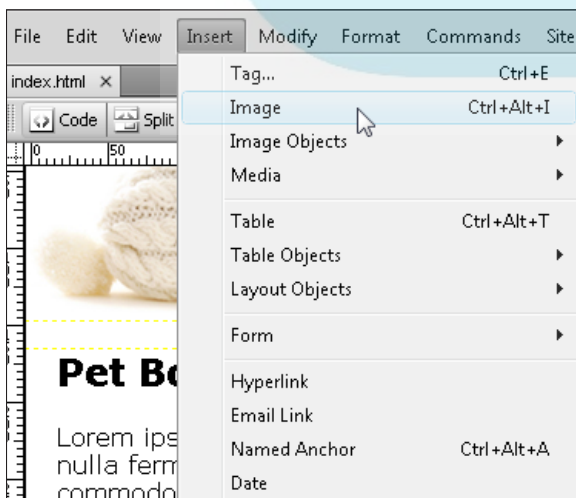 File Edit View Insert Modify Format Commands Site
index.html ×
Code Split
0 50
Tag... Ctrl+E
Image Ctrl+Alt+I
Image Objects
Media
Table Ctrl+Alt+T
Table Objects
Layout Objects
Form
Hyperlink
Email Link
Named Anchor Ctrl+Alt+A
Date
Pet Bo
Lorem ips
nulla ferm
commodo